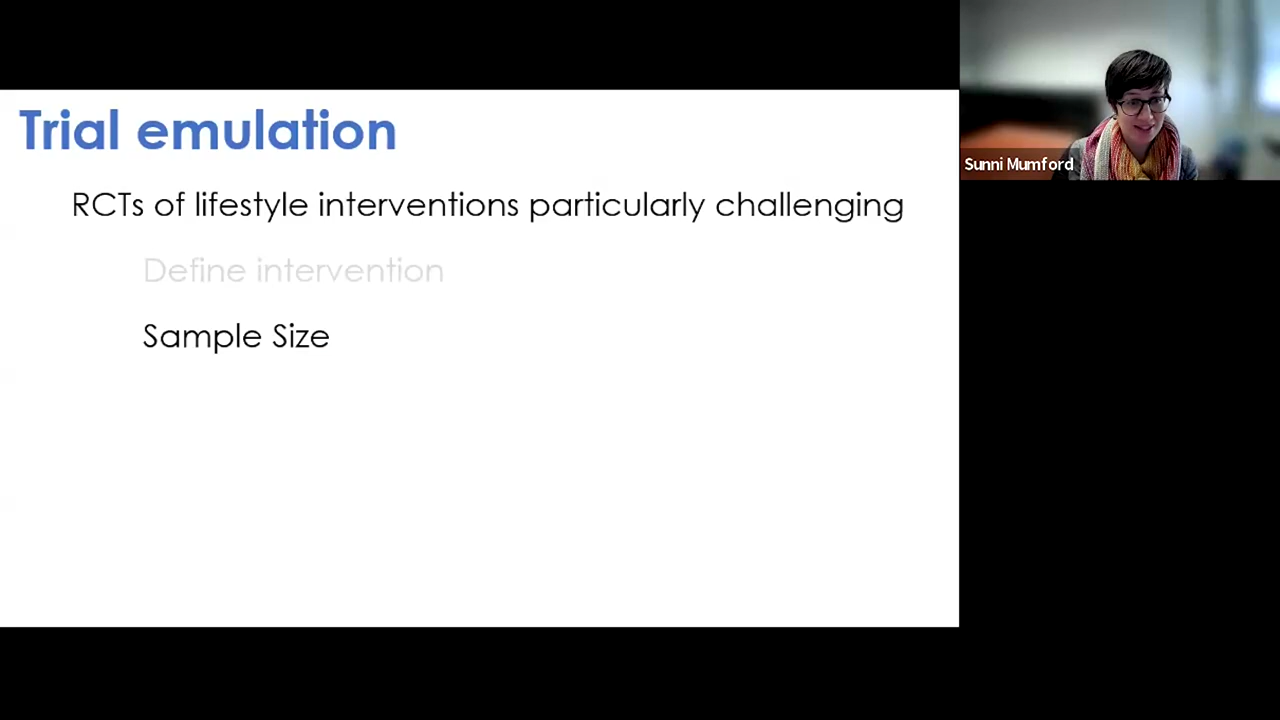 Trial emulation
RCTs of lifestyle interventions particularly challenging
Define intervention
Sample Size
Sunni Mumford